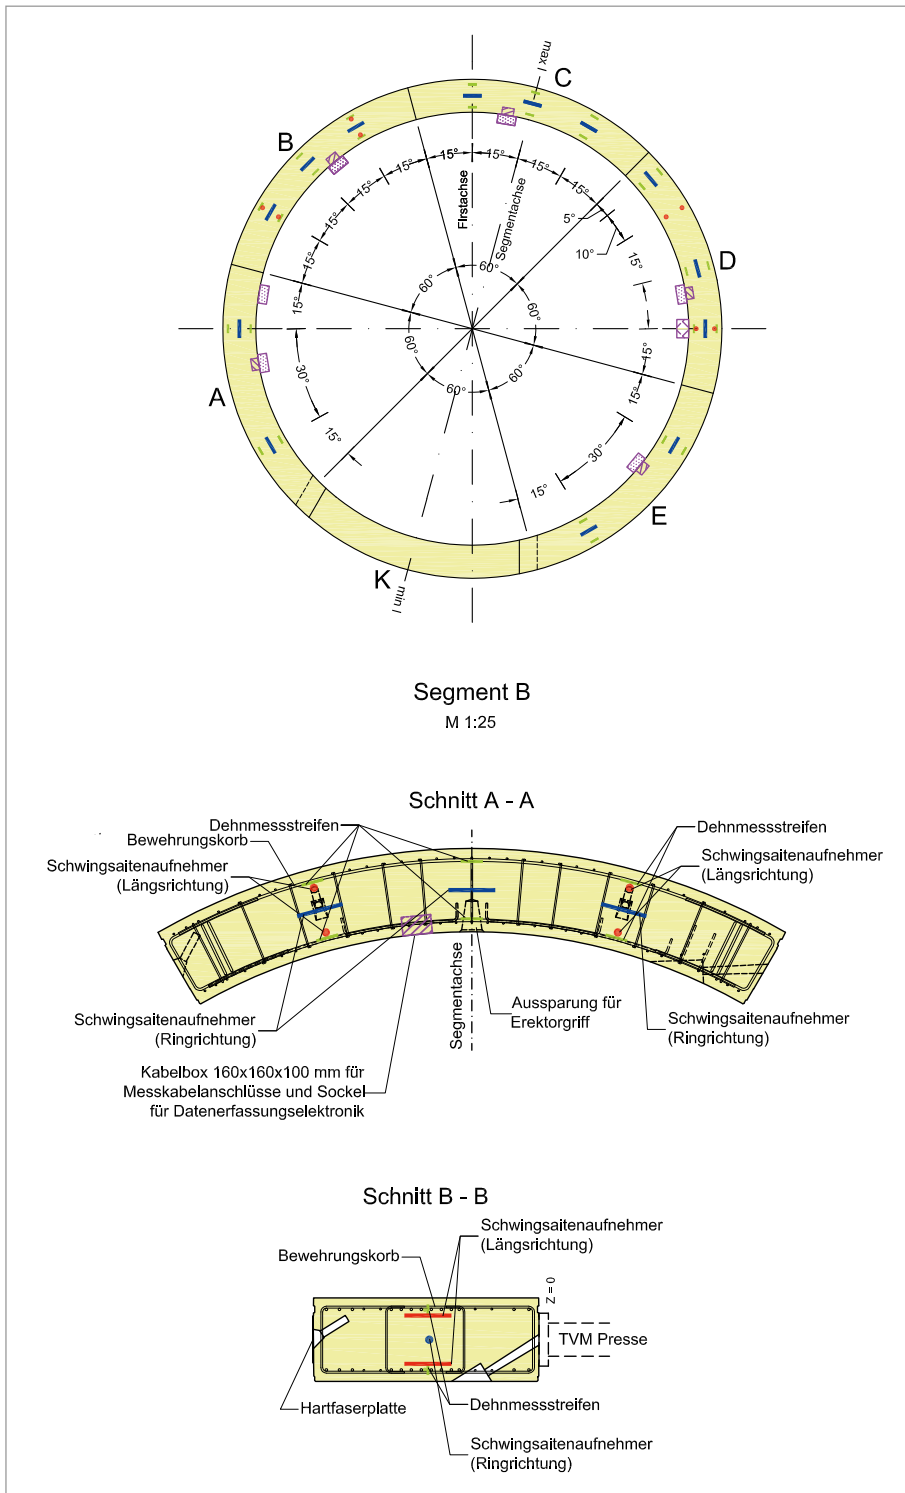 max l
C
B
15°
15°
15°
15°
15°
15°
15°
15°
15°
5°
10°
15°
Firstachse
Segmentachse
D
60°
60°
60°
60°
60°
60°
15°
30°
15°
A
15°
15°
30°
15°
E
K
min l
Segment B
M 1:25
Schnitt A - A
Dehnmessstreifen
Bewehrungskorb
Schwingsaitenaufnehmer
(Längsrichtung)
Dehnmessstreifen
Schwingsaitenaufnehmer
(Längsrichtung)
Schwingsaitenaufnehmer
(Ringrichtung)
Segmentachse
Aussparung für
Erektorgriff
Schwingsaitenaufnehmer
(Ringrichtung)
Kabelbox 160x160x100 mm für
Messkabelanschlüsse und Sockel
für Datenerfassungselektronik
Schnitt B - B
Schwingsaitenaufnehmer
(Längsrichtung)
Bewehrungskorb
Z = 0
TVM Presse
Hartfaserplatte
Dehnmessstreifen
Schwingsaitenaufnehmer
(Ringrichtung)